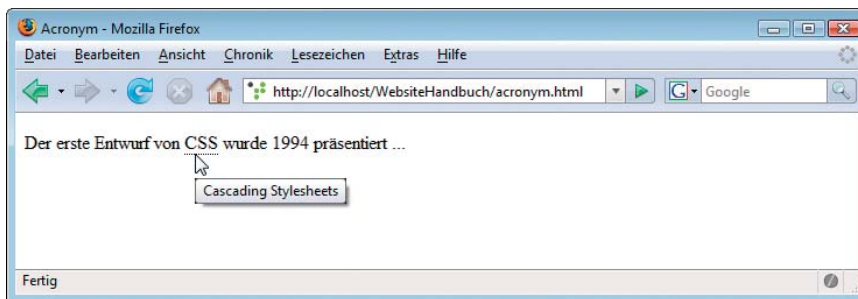 Acronym - Mozilla Firefox
Datei Bearbeiten Ansicht Chronik Lesezeichen Extras Hilfe
http://localhost/WebsiteHandbuch/acronym.html G Google
Der erste Entwurf von CSS wurde 1994 präsentiert ...
Cascading Stylesheets
Fertig